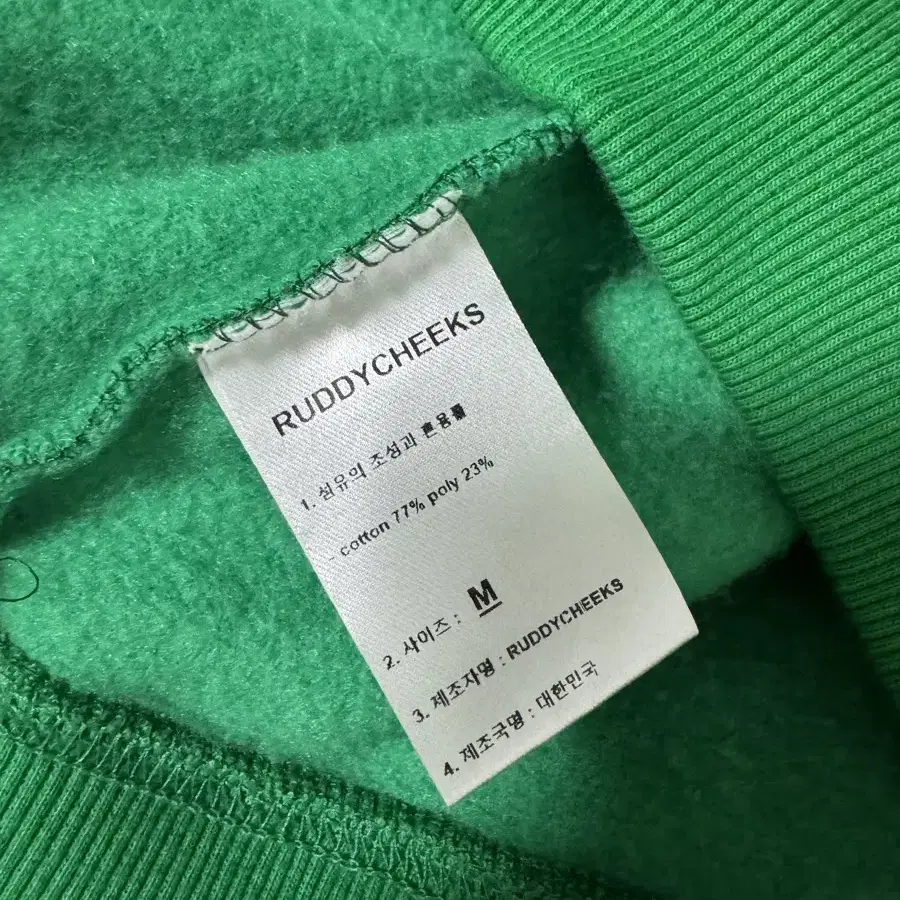 RUDDYCHEEKS
1. 섬유의 조성과 혼용률
- cotton 77% poly 23%
2. 사이즈 : M
3. 제조자명 : RUDDYCHEEKS
4. 제조국명 : 대한민국